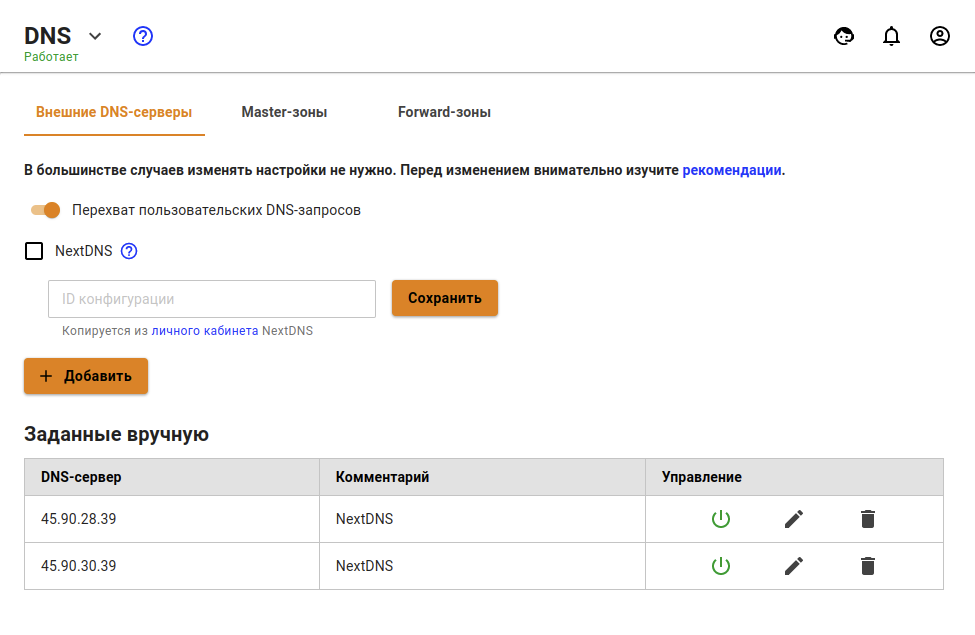 DNS
Работает
Внешние DNS-серверы Master-зоны Forward-зоны
В большинстве случаев изменять настройки не нужно. Перед изменением внимательно изучите рекомендации.
Перехват пользовательских DNS-запросов
NextDNS
ID конфигурации Сохранить
Копируется из личного кабинета NextDNS
+ Добавить
Заданные вручную
DNS-сервер Комментарий Управление
45.90.28.39 NextDNS
45.90.30.39 NextDNS